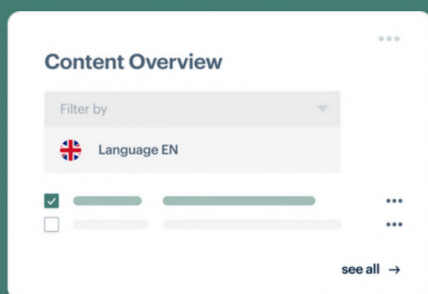 Content Overview
Filter by
Language EN
see all →